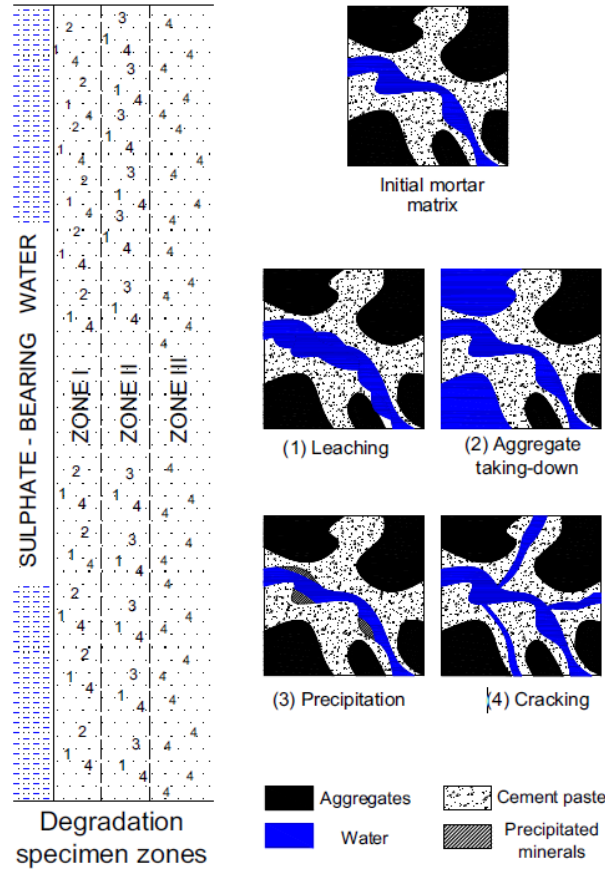 SULPHATE - BEARING WATER
ZONE I
ZONE II
ZONE III
Degradation
specimen zones
Initial mortar
matrix
(1) Leaching
(2) Aggregate
taking-down
(3) Precipitation
(4) Cracking
Aggregates
Cement paste
Water
Precipitated
minerals